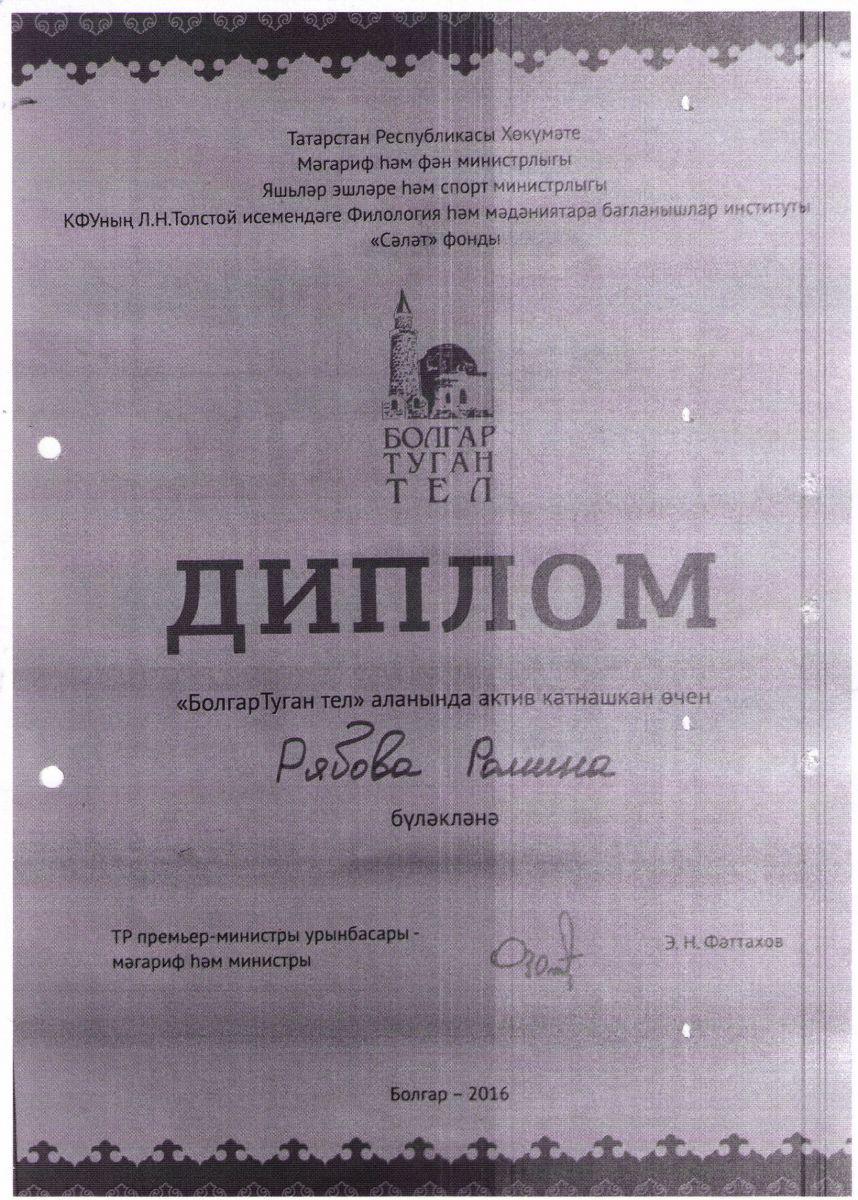 Татарстан Республикасы Хөкүмәте
Мәгариф һәм фән министрлыгы
Яшьләр эшләре һәм спорт министрлыгы
КФУның Л.Н.Толстой исемендәге Филология һәм мәдәниятара багланышлар институты
«Сәләт» фонды
БОЛГАР
ТУГАН
ТЕЛ
ДИПЛОМ
«БолгарТуган тел» аланында актив катнашкан өчен
Рябова Ромина
бүләкләнә
ТР премьер-министры урынбасары -
мәгариф һәм министры
Э. Н. Фәттахов
Болгар – 2016